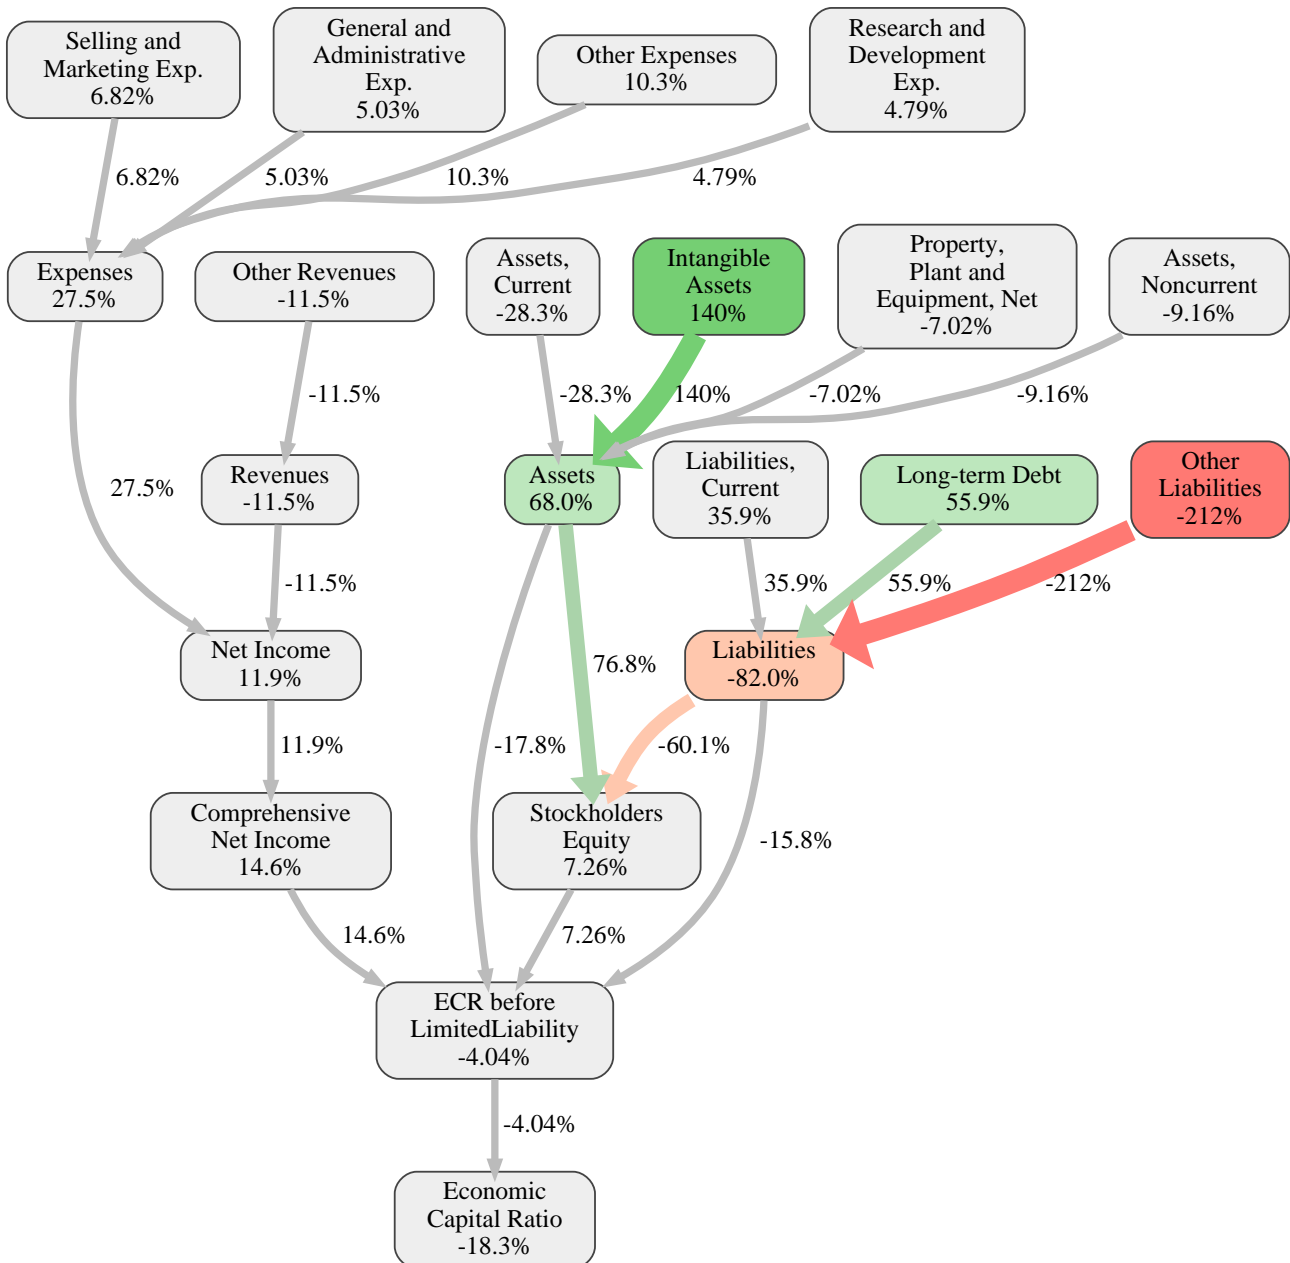 Selling and
Marketing Exp.
6.82%
General and
Administrative
Exp.
5.03%
Other Expenses
10.3%
Research and
Development
Exp.
4.79%
6.82%
5.03%
10.3%
4.79%
Expenses
27.5%
Other Revenues
-11.5%
Assets,
Current
-28.3%
Intangible
Assets
140%
Property,
Plant and
Equipment, Net
-7.02%
Assets,
Noncurrent
-9.16%
-11.5%
-28.3%
140%
-7.02%
-9.16%
27.5%
Revenues
-11.5%
Assets
68.0%
Liabilities,
Current
35.9%
Long-term Debt
55.9%
Other
Liabilities
-212%
-11.5%
35.9%
55.9%
-212%
Net Income
11.9%
76.8%
Liabilities
-82.0%
11.9%
-17.8%
-60.1%
Comprehensive
Net Income
14.6%
Stockholders
Equity
7.26%
-15.8%
14.6%
7.26%
ECR before
LimitedLiability
-4.04%
-4.04%
Economic
Capital Ratio
-18.3%